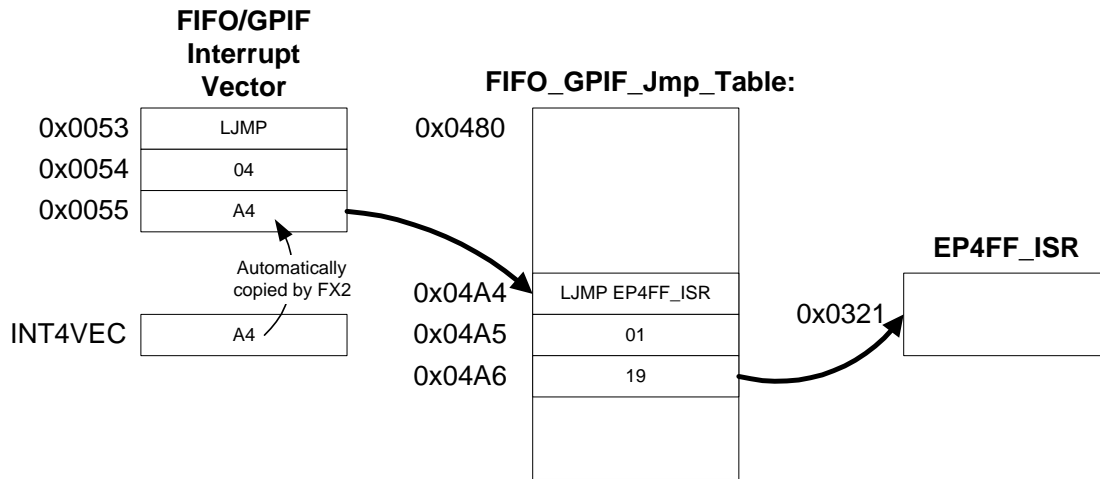 FIFO/GPIF
Interrupt
Vector
FIFO_GPIF_Jmp_Table:
0x0053
LJMP
0x0480
0x0054
04
0x0055
A4
EP4FF_ISR
Automatically
copied by FX2
0x04A4
LJMP EP4FF_ISR
0x0321
INT4VEC
A4
0x04A5
01
0x04A6
19